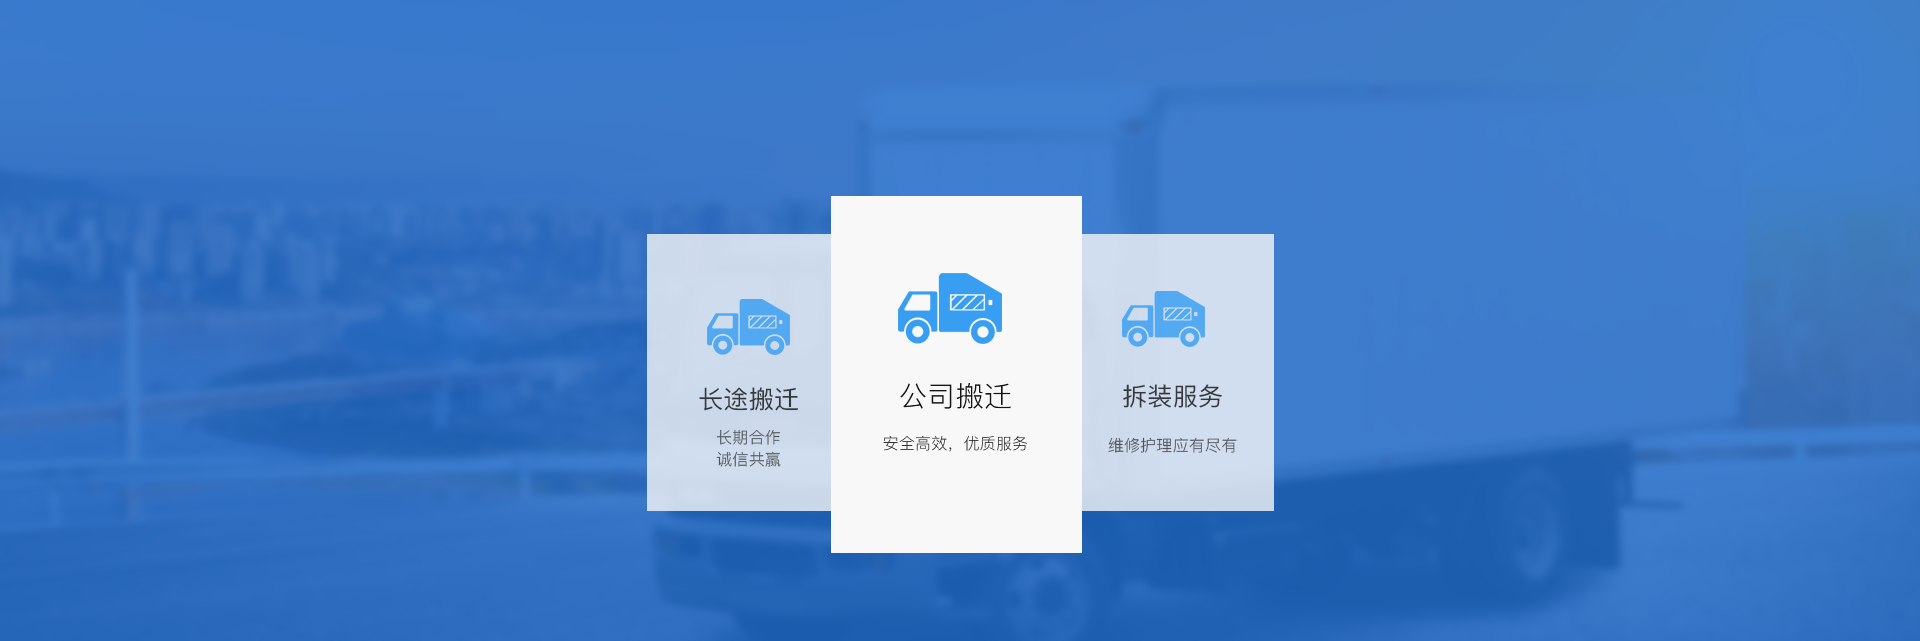 长途搬迁
长期合作
诚信共赢
公司搬迁
安全高效，优质服务
拆装服务
维修护理应有尽有